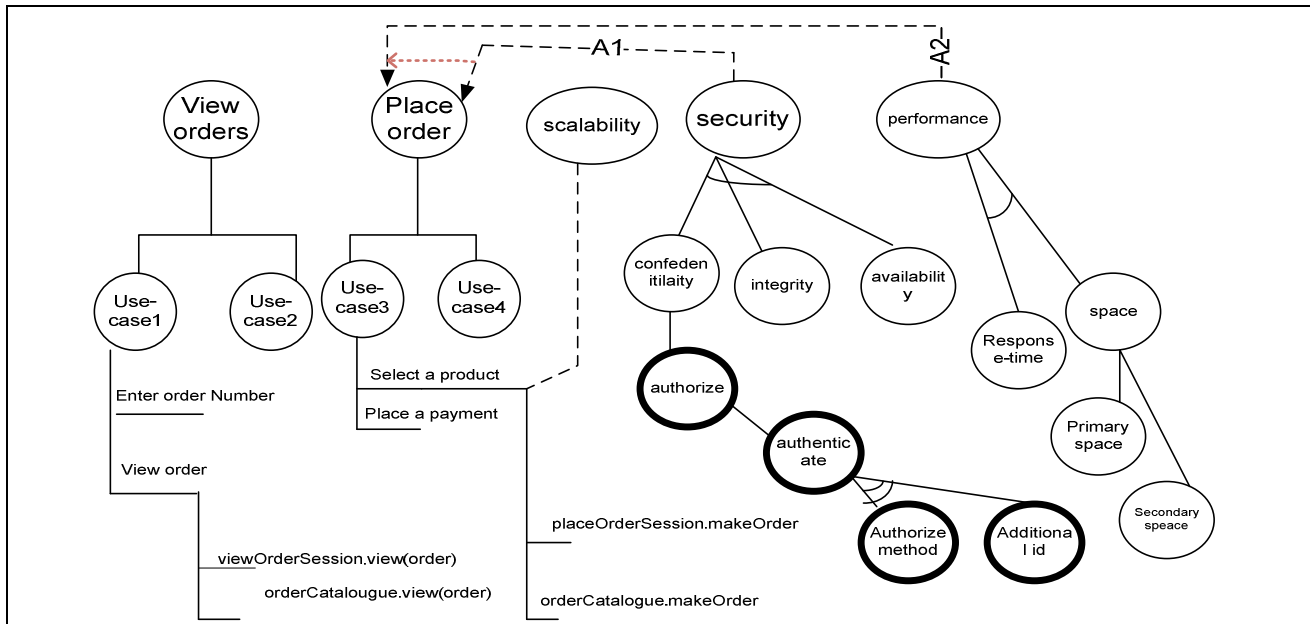 A1
A2
View
orders
Place
order
scalability
security
performance
confeden
itilaity
integrity
availabilit
y
Use-
case1
Use-
case2
Use-
case3
Use-
case4
Respons
e-time
space
Select a product
authorize
Enter order Number
Place a payment
Primary
space
View order
authentic
ate
Secondary
speace
placeOrderSession.makeOrder
Authorize
method
Additiona
l id
viewOrderSession.view(order)
orderCatalougue.view(order)
orderCatalogue.makeOrder